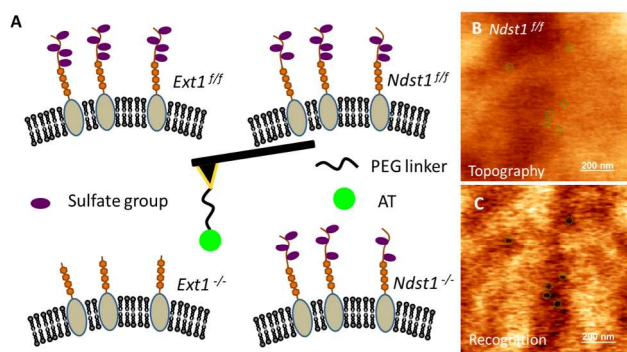 A
Ext1 f/f
Ndst1 f/f
PEG linker
Sulfate group
AT
Ext1 -/-
Ndst1 -/-
B Ndst1 f/f
Topography
200 nm
C
Recognition
200 nm